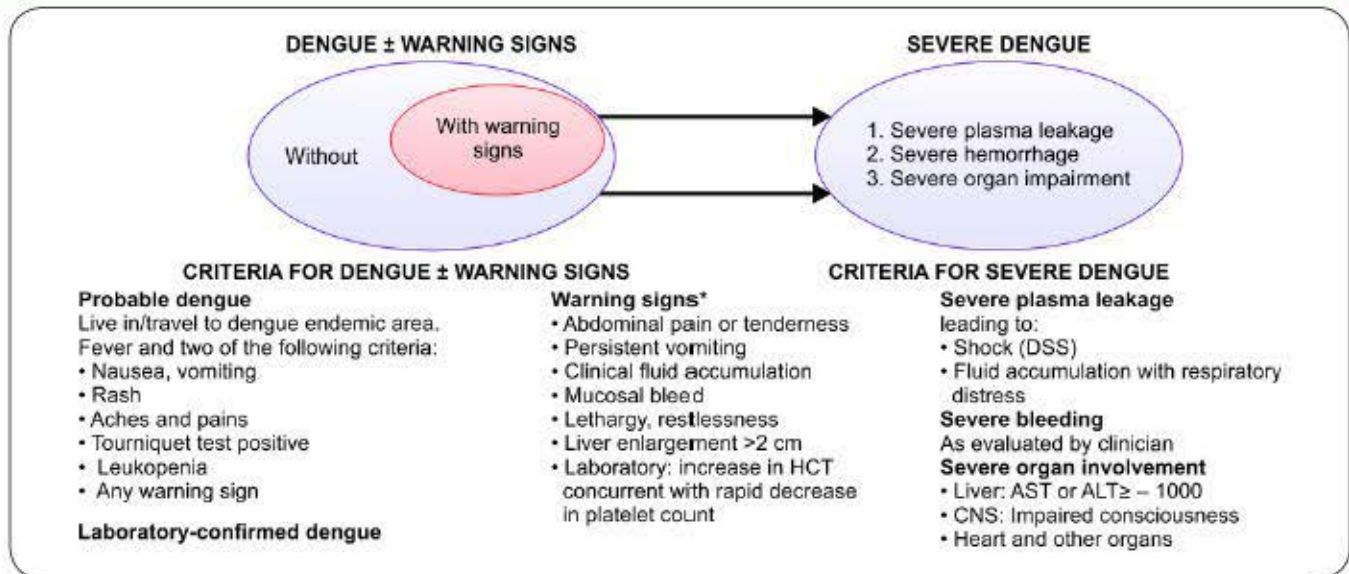 DENGUE ± WARNING SIGNS
SEVERE DENGUE
Without
With warning
signs
1. Severe plasma leakage
2. Severe hemorrhage
3. Severe organ impairment
CRITERIA FOR DENGUE ± WARNING SIGNS
Probable dengue
Live in/travel to dengue endemic area.
Fever and two of the following criteria:
• Nausea, vomiting
• Rash
• Aches and pains
• Tourniquet test positive
• Leukopenia
• Any warning sign
Laboratory-confirmed dengue
Warning signs*
• Abdominal pain or tenderness
• Persistent vomiting
• Clinical fluid accumulation
• Mucosal bleed
• Lethargy, restlessness
• Liver enlargement >2 cm
• Laboratory: increase in HCT
concurrent with rapid decrease
in platelet count
CRITERIA FOR SEVERE DENGUE
Severe plasma leakage
leading to:
• Shock (DSS)
• Fluid accumulation with respiratory
distress
Severe bleeding
As evaluated by clinician
Severe organ involvement
• Liver: AST or ALT≥ – 1000
• CNS: Impaired consciousness
• Heart and other organs